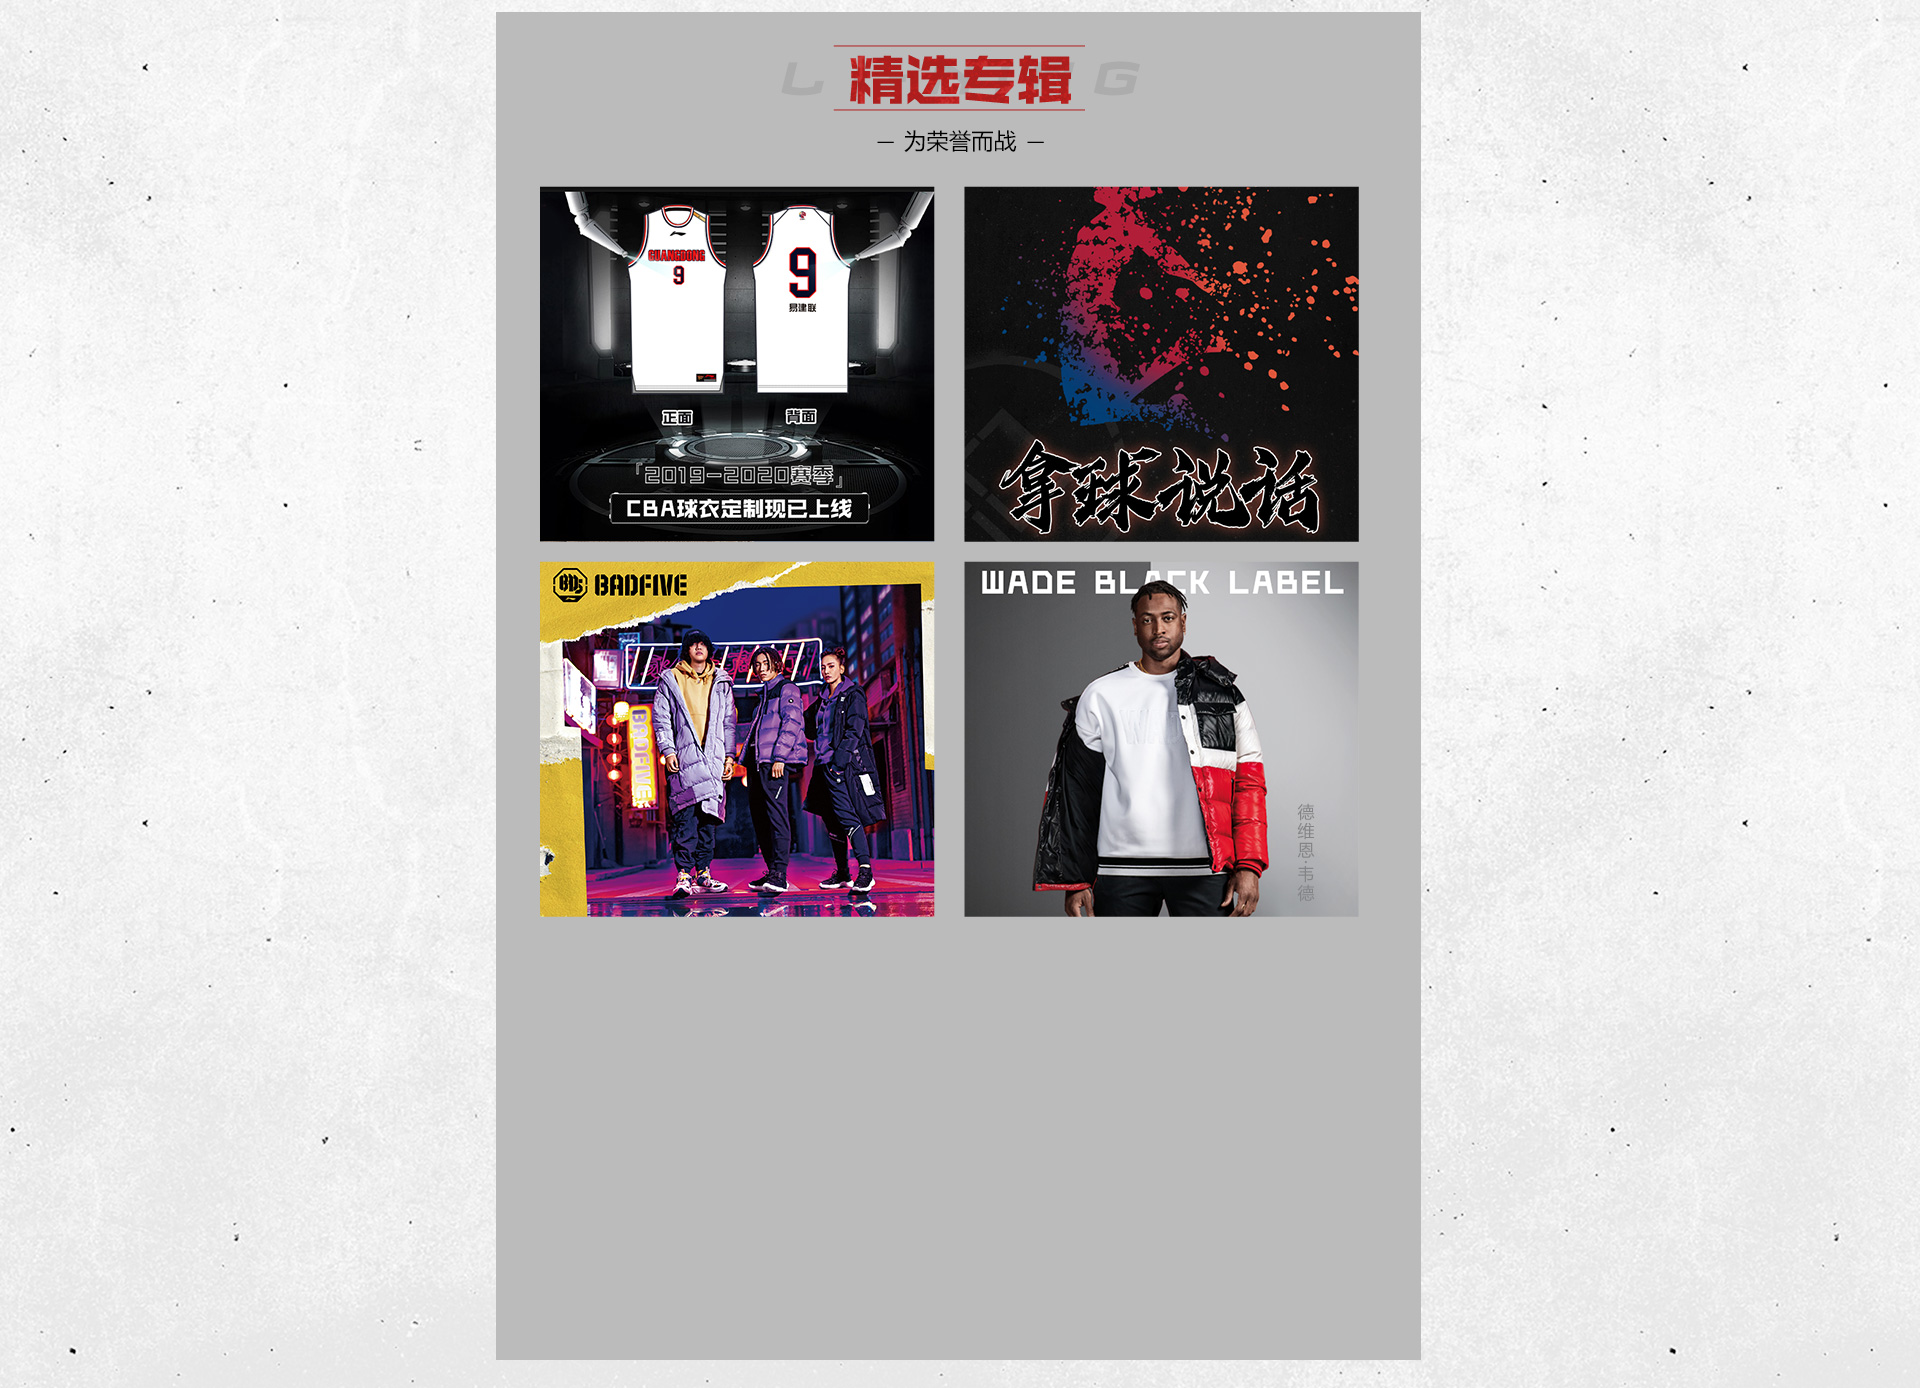 精选专辑
L G
— 为荣誉而战 —
GUANGDONG
9
9
易建联
正面
背面
『2019-2020赛季』
CBA球衣定制现已上线
拿球说话
BADFIVE
BADFIVE
WADE BLACK LABEL
德维恩·韦德